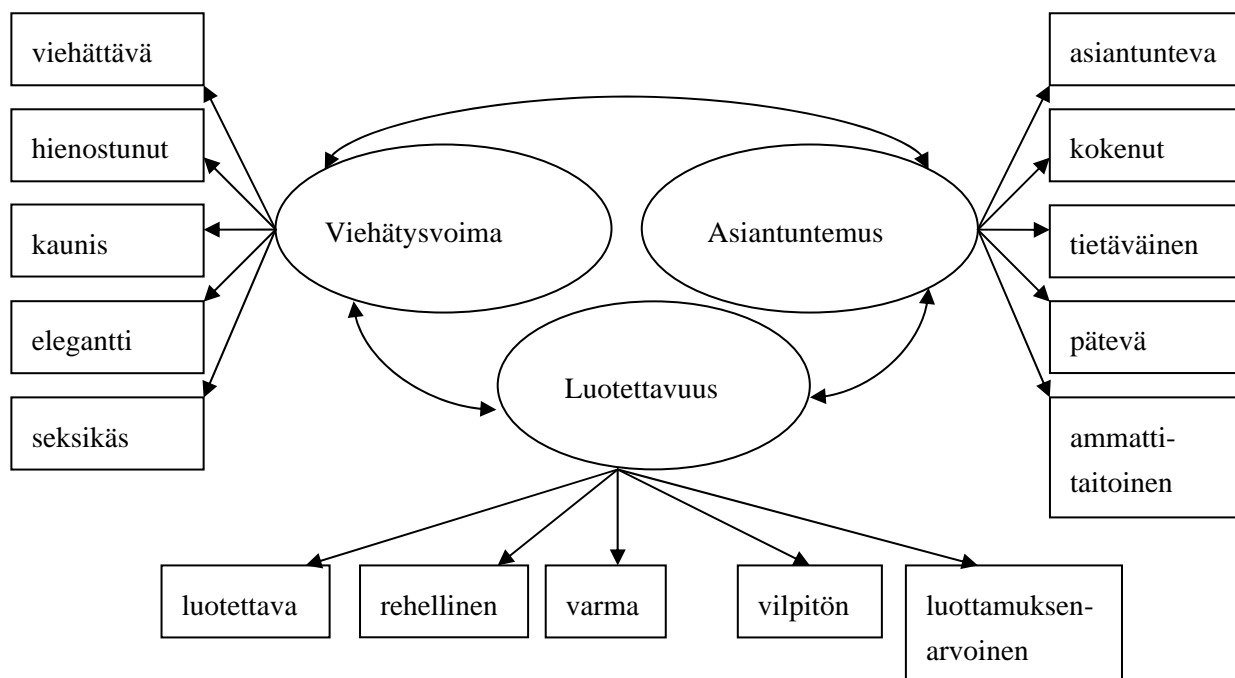 viehättävä
hienostunut
kaunis
elegantti
seksikäs
Viehätysvoima
Asiantuntemus
Luotettavuus
asiantunteva
kokenut
tietäväinen
pätevä
ammatti-
taitoinen
luotettava
rehellinen
varma
vilpitön
luottamuksen-
arvoinen